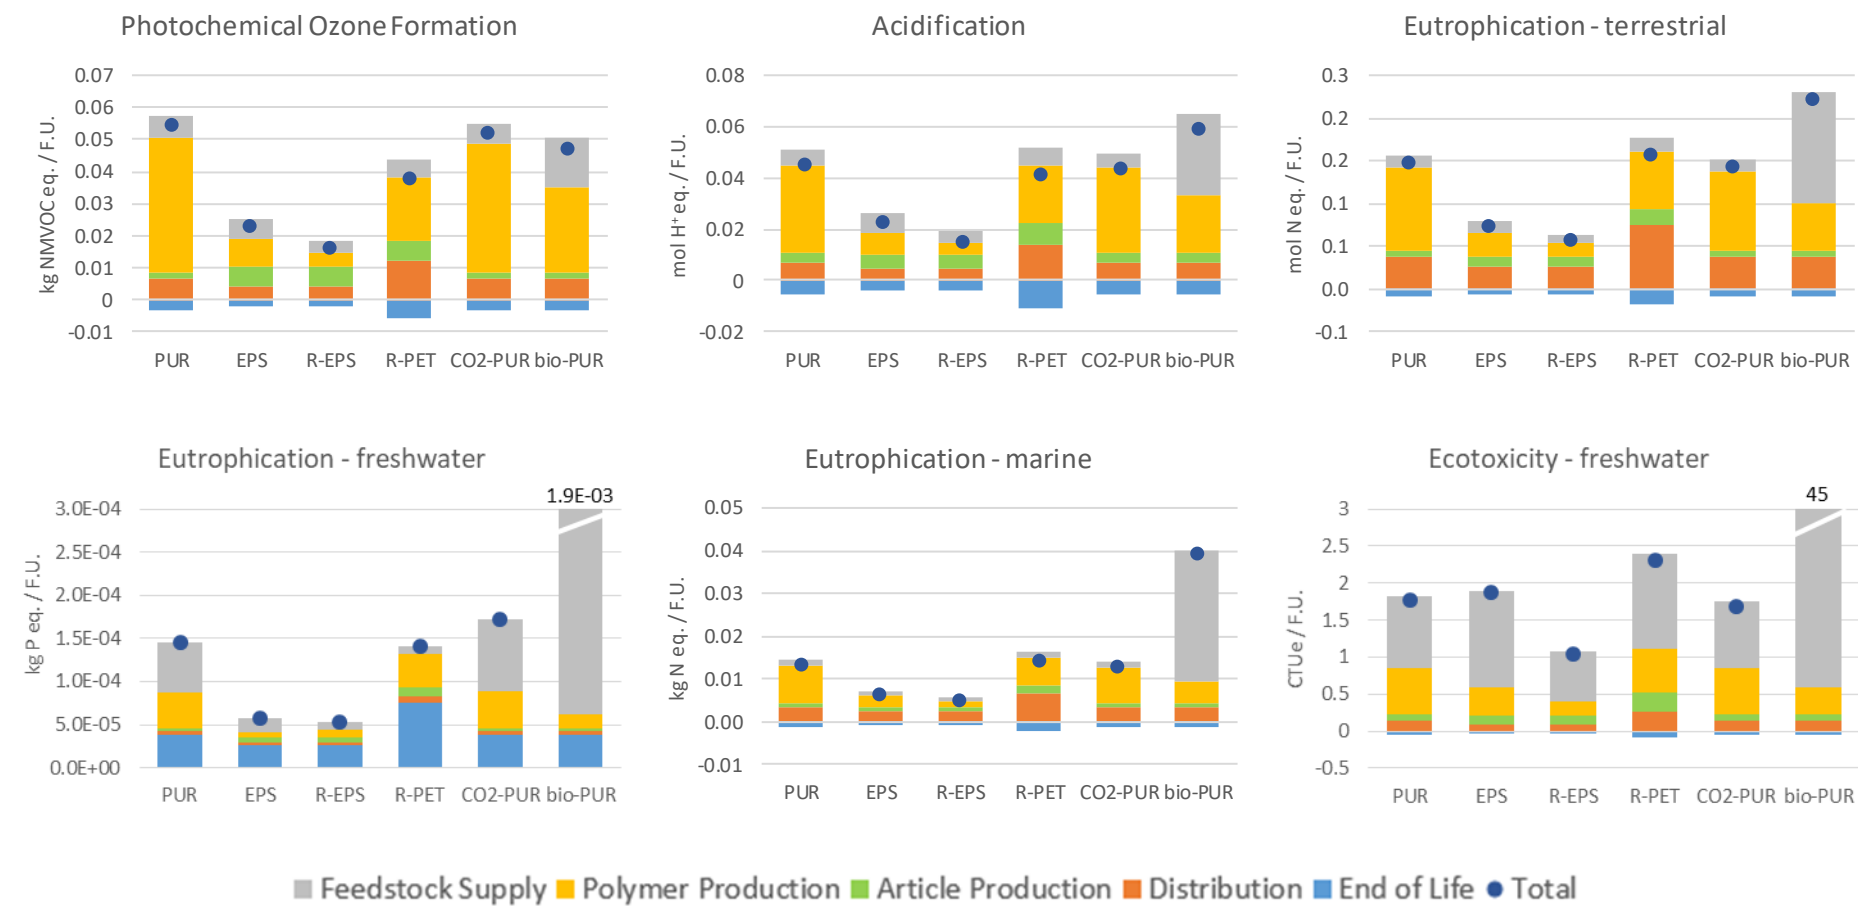 Photochemical Ozone Formation
kg NMVOC eq. / F.U.
0.07
0.06
0.05
0.04
0.03
0.02
0.01
0
-0.01
PUR EPS R-EPS R-PET CO2-PUR bio-PUR
Acidification
mol H+ eq. / F.U.
0.08
0.06
0.04
0.02
0
-0.02
PUR EPS R-EPS R-PET CO2-PUR bio-PUR
Eutrophication - terrestrial
mol N eq. / F.U.
0.3
0.2
0.2
0.1
0.1
0.0
-0.1
PUR EPS R-EPS R-PET CO2-PUR bio-PUR
Eutrophication - freshwater
kg P eq. / F.U.
1.9E-03
3.0E-04
2.5E-04
2.0E-04
1.5E-04
1.0E-04
5.0E-05
0.0E+00
PUR EPS R-EPS R-PET CO2-PUR bio-PUR
Eutrophication - marine
kg N eq. / F.U.
0.05
0.04
0.03
0.02
0.01
0.00
-0.01
PUR EPS R-EPS R-PET CO2-PUR bio-PUR
Ecotoxicity - freshwater
CTUe / F.U.
45
3
2.5
2
1.5
1
0.5
0
-0.5
PUR EPS R-EPS R-PET CO2-PUR bio-PUR
Feedstock Supply Polymer Production Article Production Distribution End of Life Total